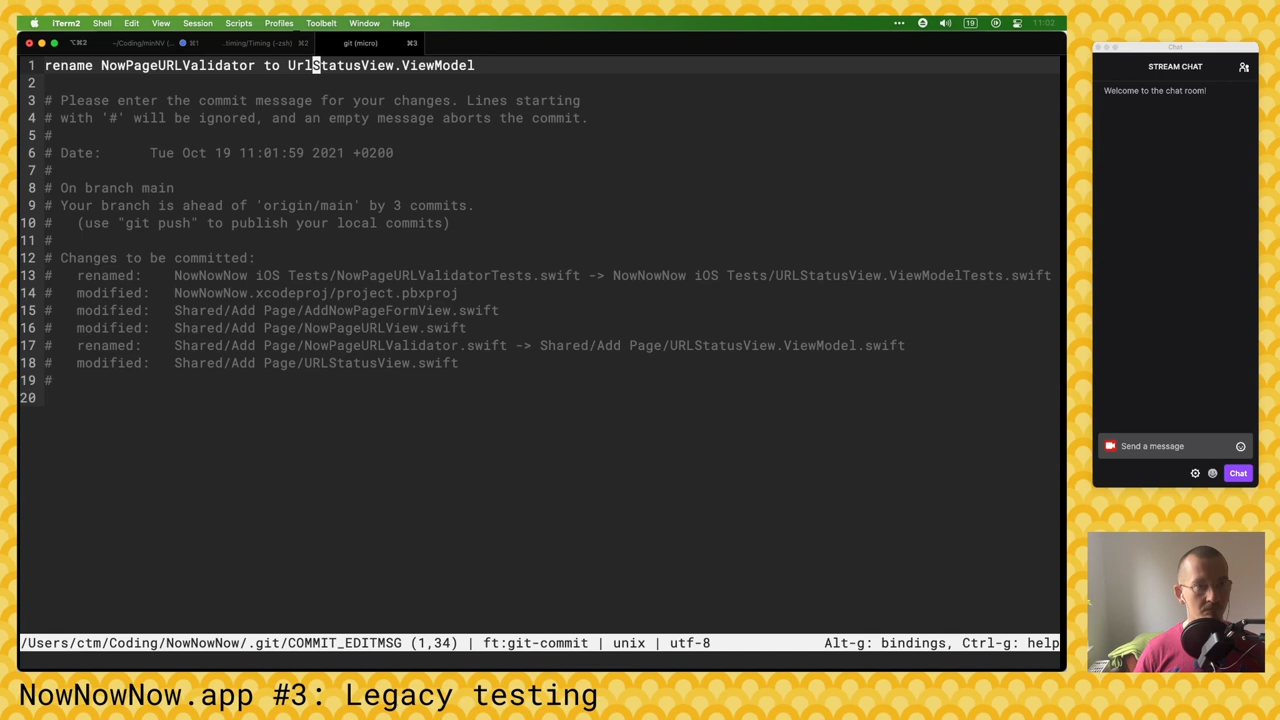 iTerm2 Shell Edit View Session Scripts Profiles Toolbelt Window Help 19 11:02
⌥⌘2 ~/Coding/minNV (... ⌘1 ...timing/Timing (-zsh) ⌘2 git (micro) ⌘3
1 rename NowPageURLValidator to UrlStatusView.ViewModel
2
3 # Please enter the commit message for your changes. Lines starting
4 # with '#' will be ignored, and an empty message aborts the commit.
5 #
6 # Date:      Tue Oct 19 11:01:59 2021 +0200
7 #
8 # On branch main
9 # Your branch is ahead of 'origin/main' by 3 commits.
10 #   (use "git push" to publish your local commits)
11 #
12 # Changes to be committed:
13 #   renamed:    NowNowNow iOS Tests/NowPageURLValidatorTests.swift -> NowNowNow iOS Tests/URLStatusView.ViewModelTests.swift
14 #   modified:   NowNowNow.xcodeproj/project.pbxproj
15 #   modified:   Shared/Add Page/AddNowPageFormView.swift
16 #   modified:   Shared/Add Page/NowPageURLView.swift
17 #   renamed:    Shared/Add Page/NowPageURLValidator.swift -> Shared/Add Page/URLStatusView.ViewModel.swift
18 #   modified:   Shared/Add Page/URLStatusView.swift
19 #
20
/Users/ctm/Coding/NowNowNow/.git/COMMIT_EDITMSG (1,34) | ft:git-commit | unix | utf-8 Alt-g: bindings, Ctrl-g: help
Chat
STREAM CHAT
Welcome to the chat room!
Send a message
Chat
NowNowNow.app #3: Legacy testing